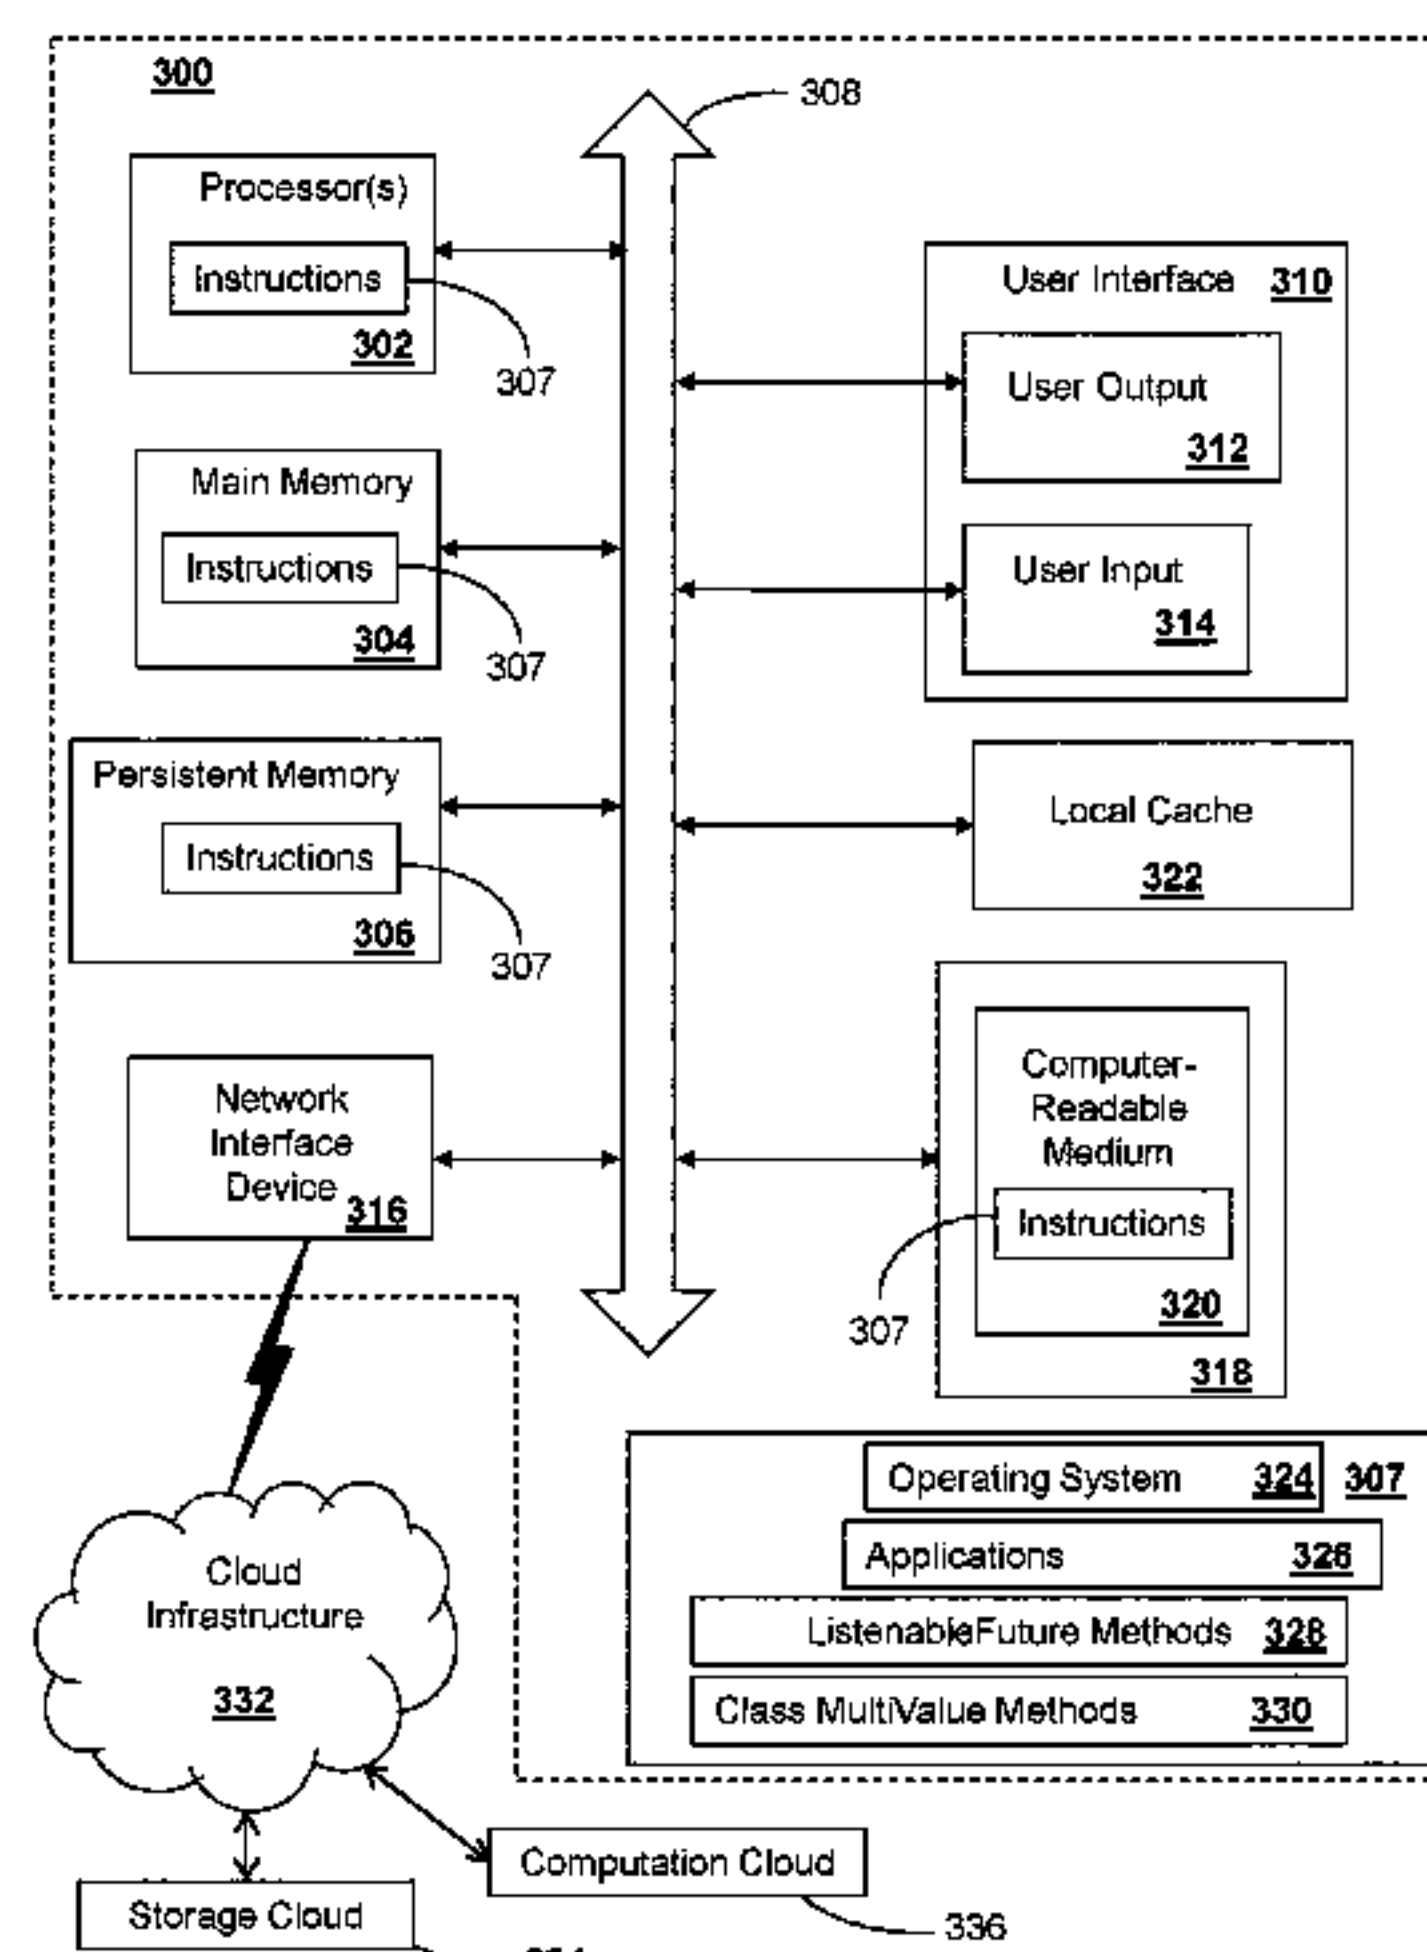 300
308
Processor(s)
Instructions
302
307
User Interface 310
User Output
312
Main Memory
Instructions
304
307
User Input
314
Persistent Memory
Instructions
306
307
Local Cache
322
Network
Interface
Device
316
Computer-
Readable
Medium
Instructions
320
307
318
Operating System 324 307
Applications 326
ListenableFuture Methods 328
Class MultiValue Methods 330
Cloud
Infrastructure
332
Computation Cloud
336
Storage Cloud